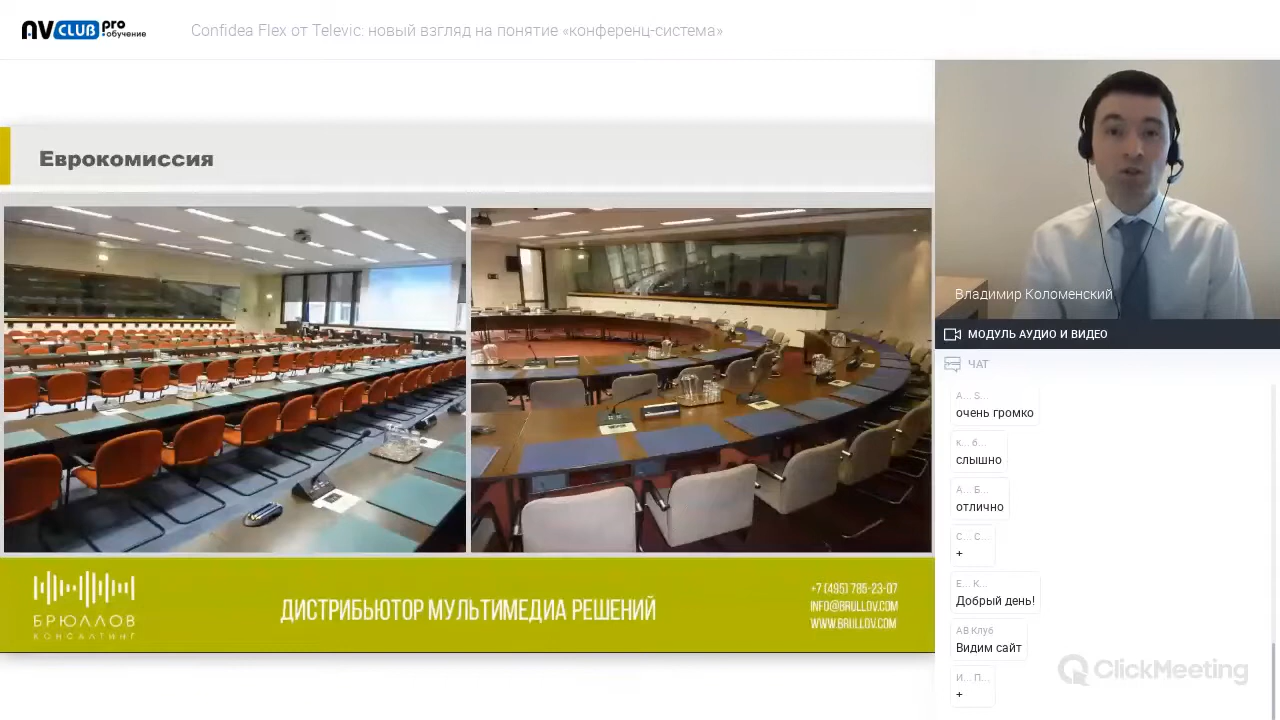 AV CLUB pro
обучение
Confidea Flex от Televic: новый взгляд на понятие «конференц-система»
Еврокомиссия
БРЮЛЛОВ
КОНСАЛТИНГ
ДИСТРИБЬЮТОР МУЛЬТИМЕДИА РЕШЕНИЙ
+7 (495) 785-23-07
INFO@BRULLOV.COM
WWW.BRULLOV.COM
Владимир Коломенский
МОДУЛЬ АУДИО И ВИДЕО
ЧАТ
A... S...
очень громко
к... б...
слышно
А... Б...
отлично
С... С...
+
Е... К...
Добрый день!
АВ Клуб
Видим сайт
И... П...
+
ClickMeeting